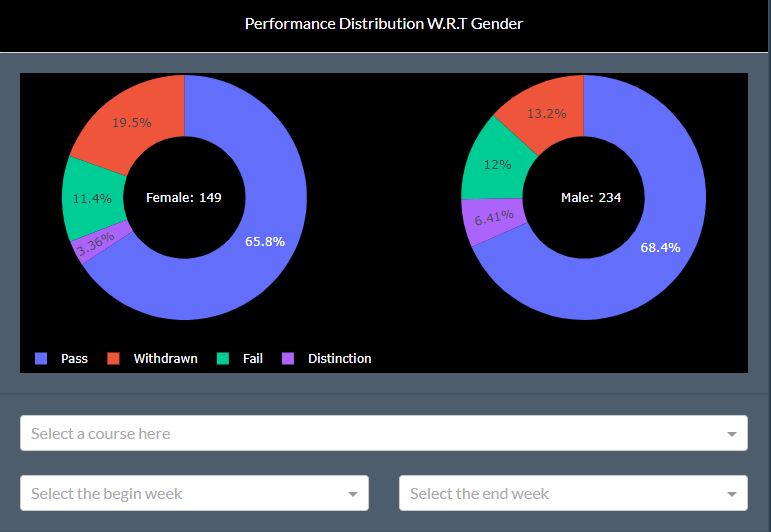 Performance Distribution W.R.T Gender
19.5%
11.4%
3.36%
65.8%
Female: 149
13.2%
12%
6.41%
68.4%
Male: 234
Pass Withdrawn Fail Distinction
Select a course here
Select the begin week
Select the end week